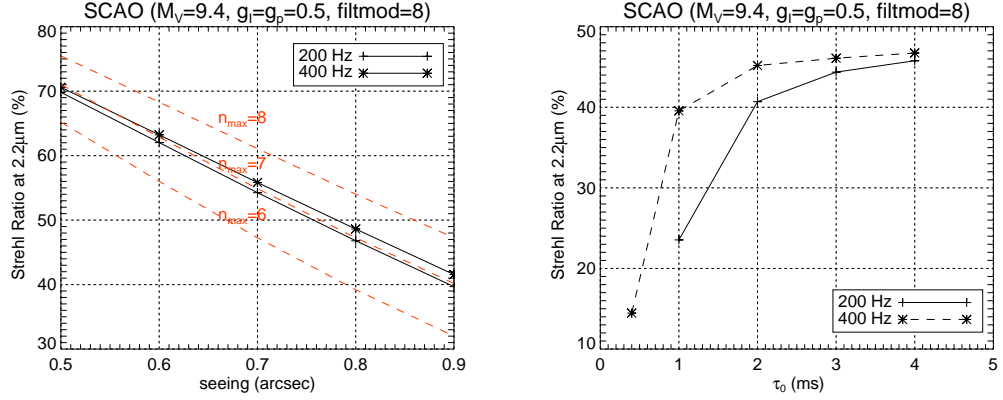 SCAO (M_V=9.4, g_I=g_p=0.5, filtmod=8)
Strehl Ratio at 2.2μm (%)
80
70
60
50
40
30
200 Hz
400 Hz
n_max=8
n_max=7
n_max=6
0.5 0.6 0.7 0.8 0.9
seeing (arcsec)
SCAO (M_V=9.4, g_I=g_p=0.5, filtmod=8)
Strehl Ratio at 2.2μm (%)
50
40
30
20
10
200 Hz
400 Hz
0 1 2 3 4 5
τ_0 (ms)